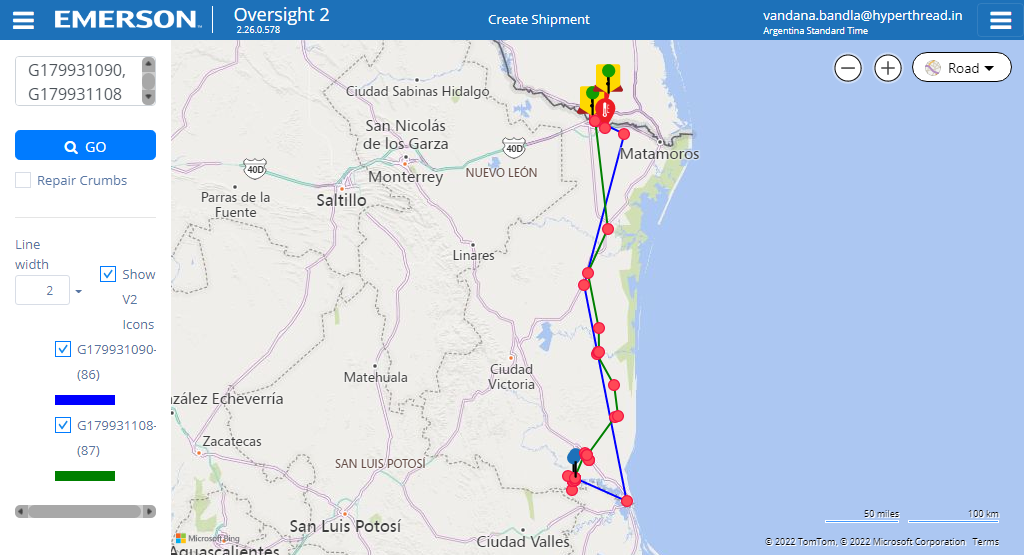 EMERSON
Oversight 2
2.26.0.578
Create Shipment
vandana.bandla@hyperthread.in
Argentina Standard Time
G179931090,
G179931108
GO
Repair Crumbs
Line
width
2
Show
V2
Icons
G179931090-
(86)
G179931108-
(87)
Road
Ciudad Sabinas Hidalgo
San Nicolás
de los Garza
40D
40D
Matamoros
Monterrey
NUEVO LEÓN
Parras de la
Fuente
Saltillo
Linares
Ciudad
Victoria
Matehuala
nzález Echeverría
Zacatecas
SAN LUIS POTOSÍ
San Luis Potosí
Ciudad Valles
Microsoft Bing
Aguascalientes
50 miles
100 km
© 2022 TomTom, © 2022 Microsoft Corporation
Terms